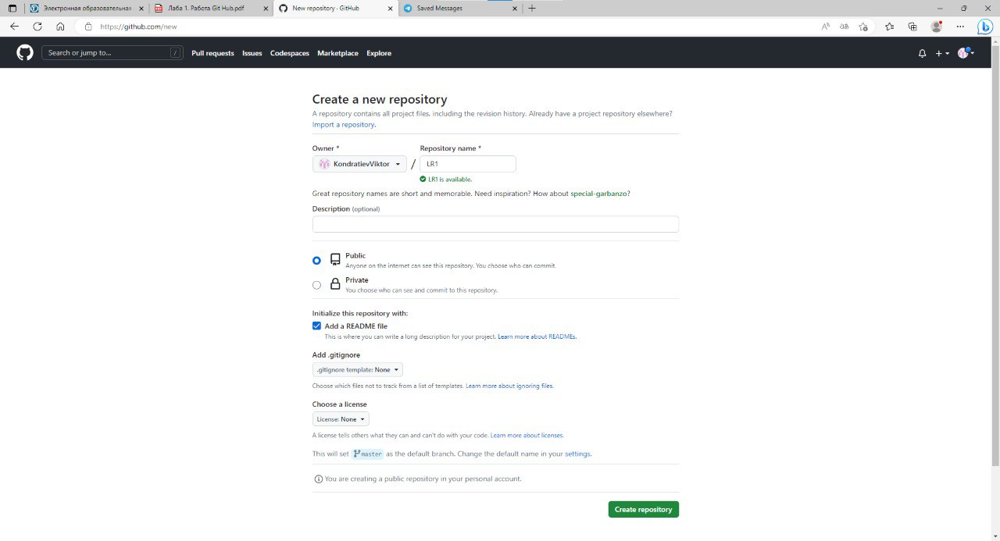 Электронная образовательная
Лаба 1. Работа Git Hub.pdf
New repository · GitHub
Saved Messages
https://github.com/new
Search or jump to...
/
Pull requests
Issues
Codespaces
Marketplace
Explore
Create a new repository
A repository contains all project files, including the revision history. Already have a project repository elsewhere?
Import a repository.
Owner *
Repository name *
KondratievViktor
/
LR1
LR1 is available.
Great repository names are short and memorable. Need inspiration? How about special-garbanzo?
Description (optional)
Public
Anyone on the internet can see this repository. You choose who can commit.
Private
You choose who can see and commit to this repository.
Initialize this repository with:
Add a README file
This is where you can write a long description for your project. Learn more about READMEs.
Add .gitignore
.gitignore template: None
Choose which files not to track from a list of templates. Learn more about ignoring files.
Choose a license
License: None
A license tells others what they can and can't do with your code. Learn more about licenses.
This will set master as the default branch. Change the default name in your settings.
You are creating a public repository in your personal account.
Create repository